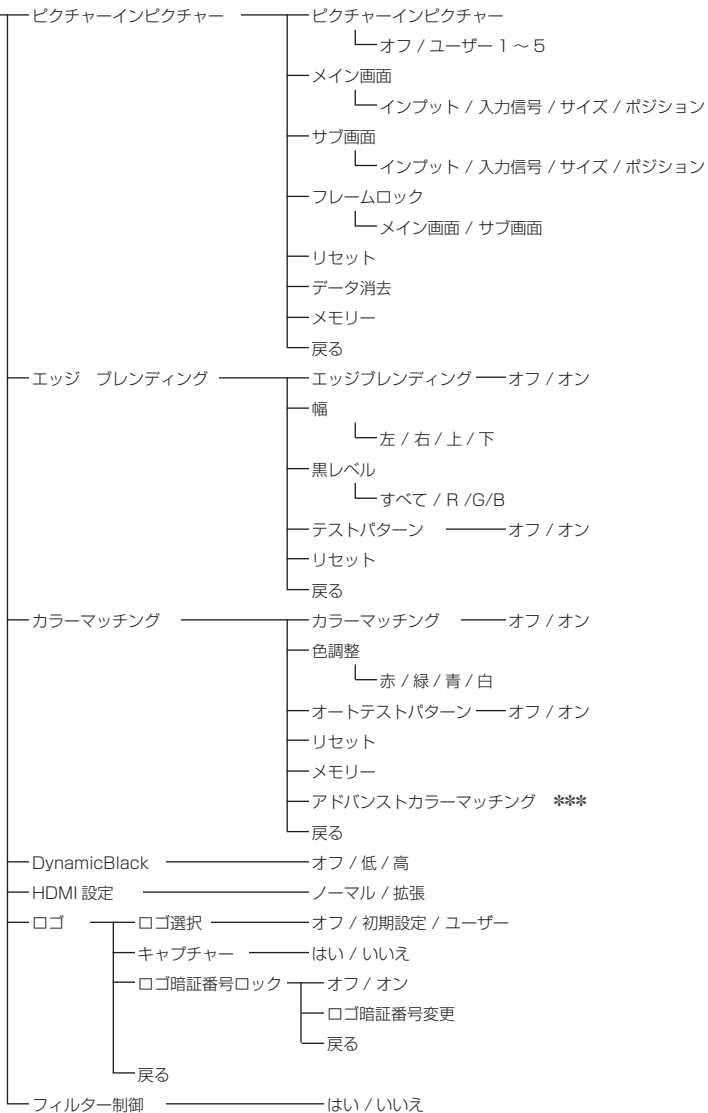 ピクチャーインピクチャー ピクチャーインピクチャー
オフ / ユーザー 1 ～ 5
メイン画面
インプット / 入力信号 / サイズ / ポジション
サブ画面
インプット / 入力信号 / サイズ / ポジション
フレームロック
メイン画面 / サブ画面
リセット
データ消去
メモリー
戻る
エッジ　ブレンディング エッジブレンディング オフ / オン
幅
左 / 右 / 上 / 下
黒レベル
すべて / R /G/B
テストパターン オフ / オン
リセット
戻る
カラーマッチング カラーマッチング オフ / オン
色調整
赤 / 緑 / 青 / 白
オートテストパターン オフ / オン
リセット
メモリー
アドバンストカラーマッチング ***
戻る
DynamicBlack オフ / 低 / 高
HDMI 設定 ノーマル / 拡張
ロゴ ロゴ選択 オフ / 初期設定 / ユーザー
キャプチャー はい / いいえ
ロゴ暗証番号ロック オフ / オン
ロゴ暗証番号変更
戻る
戻る
フィルター制御 はい / いいえ